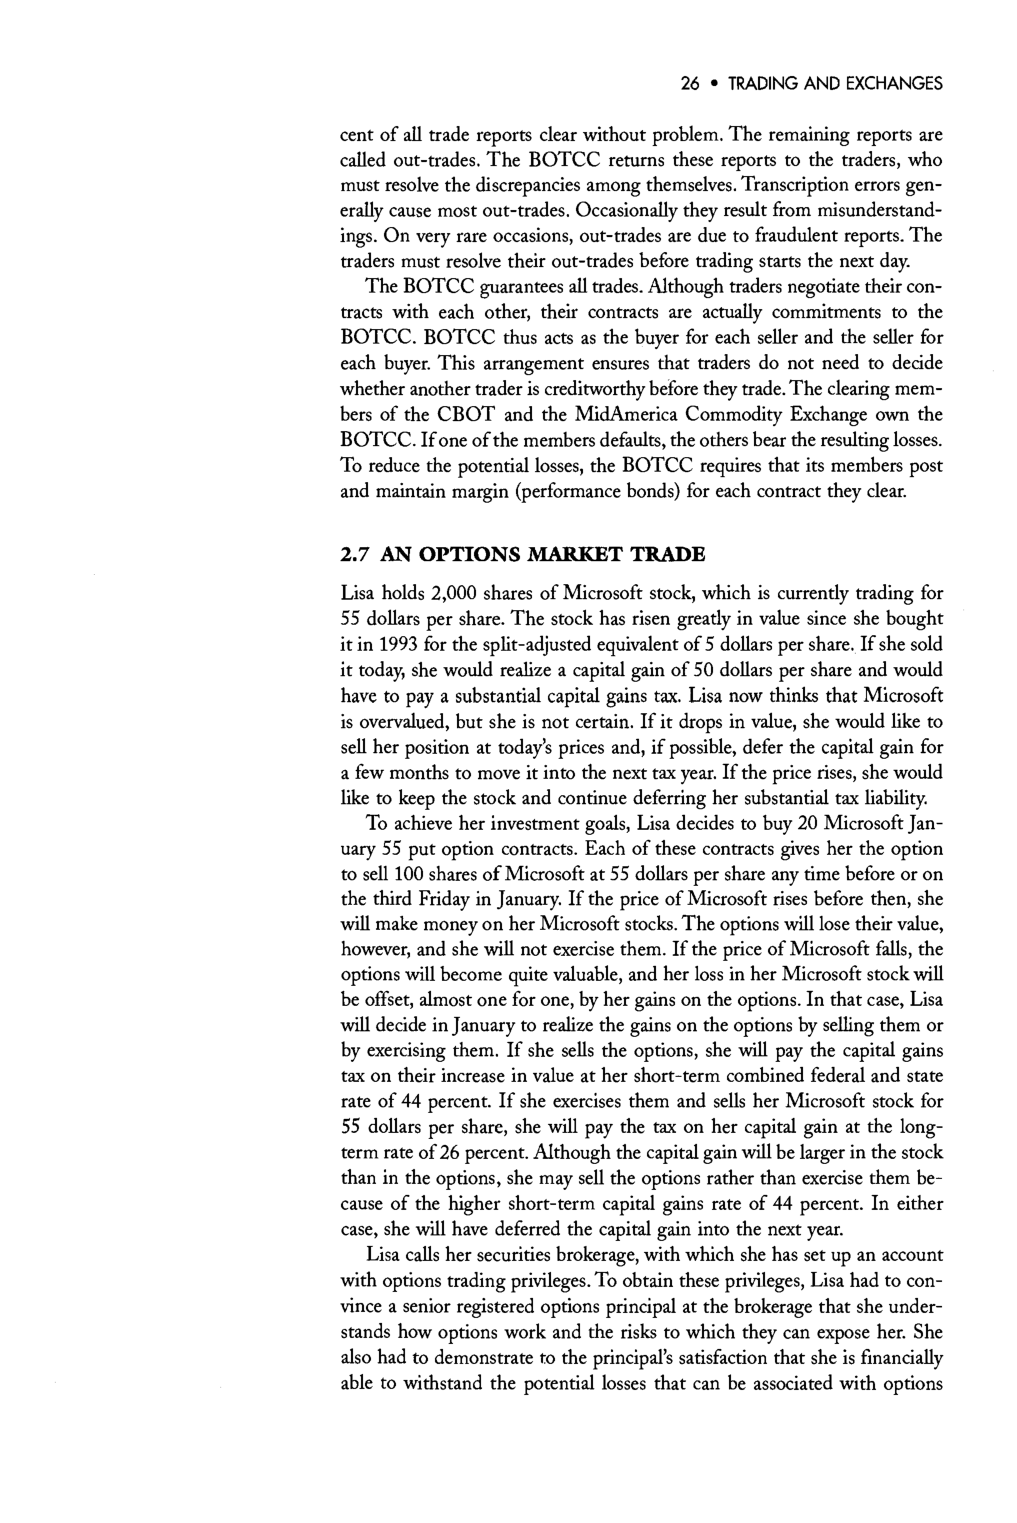 26 • TRADING AND EXCHANGES
cent of all trade reports clear without problem. The remaining reports are
called out-trades. The BOTCC returns these reports to the traders, who
must resolve the discrepancies among themselves. Transcription errors gen-
erally cause most out-trades. Occasionally they result from misunderstand-
ings. On very rare occasions, out-trades are due to fraudulent reports. The
traders must resolve their out-trades before trading starts the next day.
The BOTCC guarantees all trades. Although traders negotiate their con-
tracts with each other, their contracts are actually commitments to the
BOTCC. BOTCC thus acts as the buyer for each seller and the seller for
each buyer. This arrangement ensures that traders do not need to decide
whether another trader is creditworthy before they trade. The clearing mem-
bers of the CBOT and the MidAmerica Commodity Exchange own the
BOTCC. If one of the members defaults, the others bear the resulting losses.
To reduce the potential losses, the BOTCC requires that its members post
and maintain margin (performance bonds) for each contract they clear.
2.7 AN OPTIONS MARKET TRADE
Lisa holds 2,000 shares of Microsoft stock, which is currently trading for
55 dollars per share. The stock has risen greatly in value since she bought
it in 1993 for the split-adjusted equivalent of 5 dollars per share. If she sold
it today, she would realize a capital gain of 50 dollars per share and would
have to pay a substantial capital gains tax. Lisa now thinks that Microsoft
is overvalued, but she is not certain. If it drops in value, she would like to
sell her position at today's prices and, if possible, defer the capital gain for
a few months to move it into the next tax year. If the price rises, she would
like to keep the stock and continue deferring her substantial tax liability.
To achieve her investment goals, Lisa decides to buy 20 Microsoft Jan-
uary 55 put option contracts. Each of these contracts gives her the option
to sell 100 shares of Microsoft at 55 dollars per share any time before or on
the third Friday in January. If the price of Microsoft rises before then, she
will make money on her Microsoft stocks. The options will lose their value,
however, and she will not exercise them. If the price of Microsoft falls, the
options will become quite valuable, and her loss in her Microsoft stock will
be offset, almost one for one, by her gains on the options. In that case, Lisa
will decide in January to realize the gains on the options by selling them or
by exercising them. If she sells the options, she will pay the capital gains
tax on their increase in value at her short-term combined federal and state
rate of 44 percent. If she exercises them and sells her Microsoft stock for
55 dollars per share, she will pay the tax on her capital gain at the long-
term rate of 26 percent. Although the capital gain will be larger in the stock
than in the options, she may sell the options rather than exercise them be-
cause of the higher short-term capital gains rate of 44 percent. In either
case, she will have deferred the capital gain into the next year.
Lisa calls her securities brokerage, with which she has set up an account
with options trading privileges. To obtain these privileges, Lisa had to con-
vince a senior registered options principal at the brokerage that she under-
stands how options work and the risks to which they can expose her. She
also had to demonstrate to the principal's satisfaction that she is financially
able to withstand the potential losses that can be associated with options